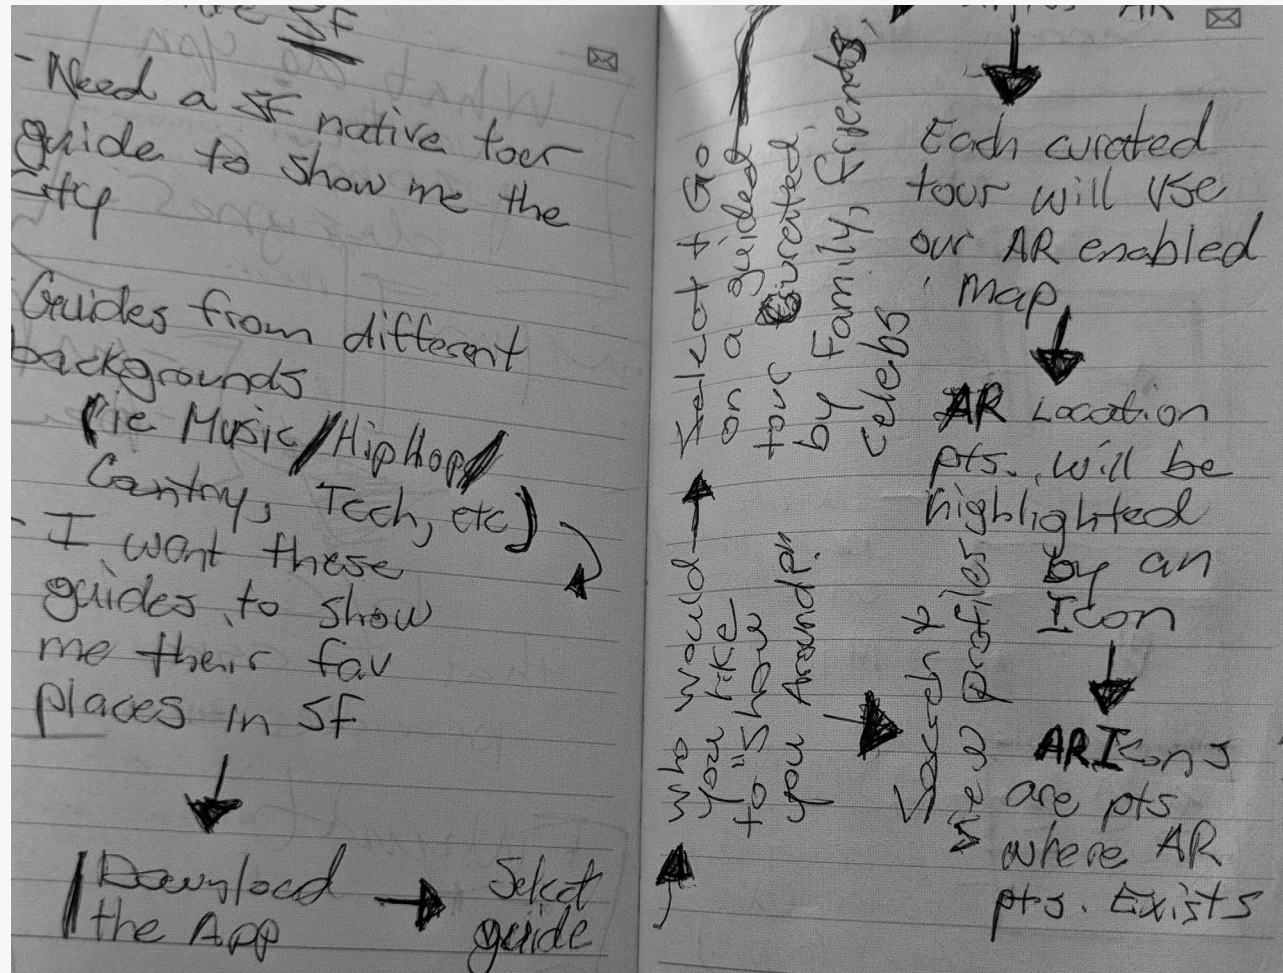 SF
- Need a SF native tour
guide to show me the
City
Guides from different
backgrounds
(ie Music/HipHop/
Country, Tech, etc)
- I want these
guides to show
me their fav
places in SF
Download
the App
Select
guide
who would
you like
to "show
you Around?"
Select & Go
on a guided
tour Curated
by Family, friends,
celebs
Search &
view profiles
AR
Each curated
tour will use
our AR enabled
map
AR Location
pts. will be
highlighted
by an
Icon
AR Icons
are pts
where AR
pts. Exists